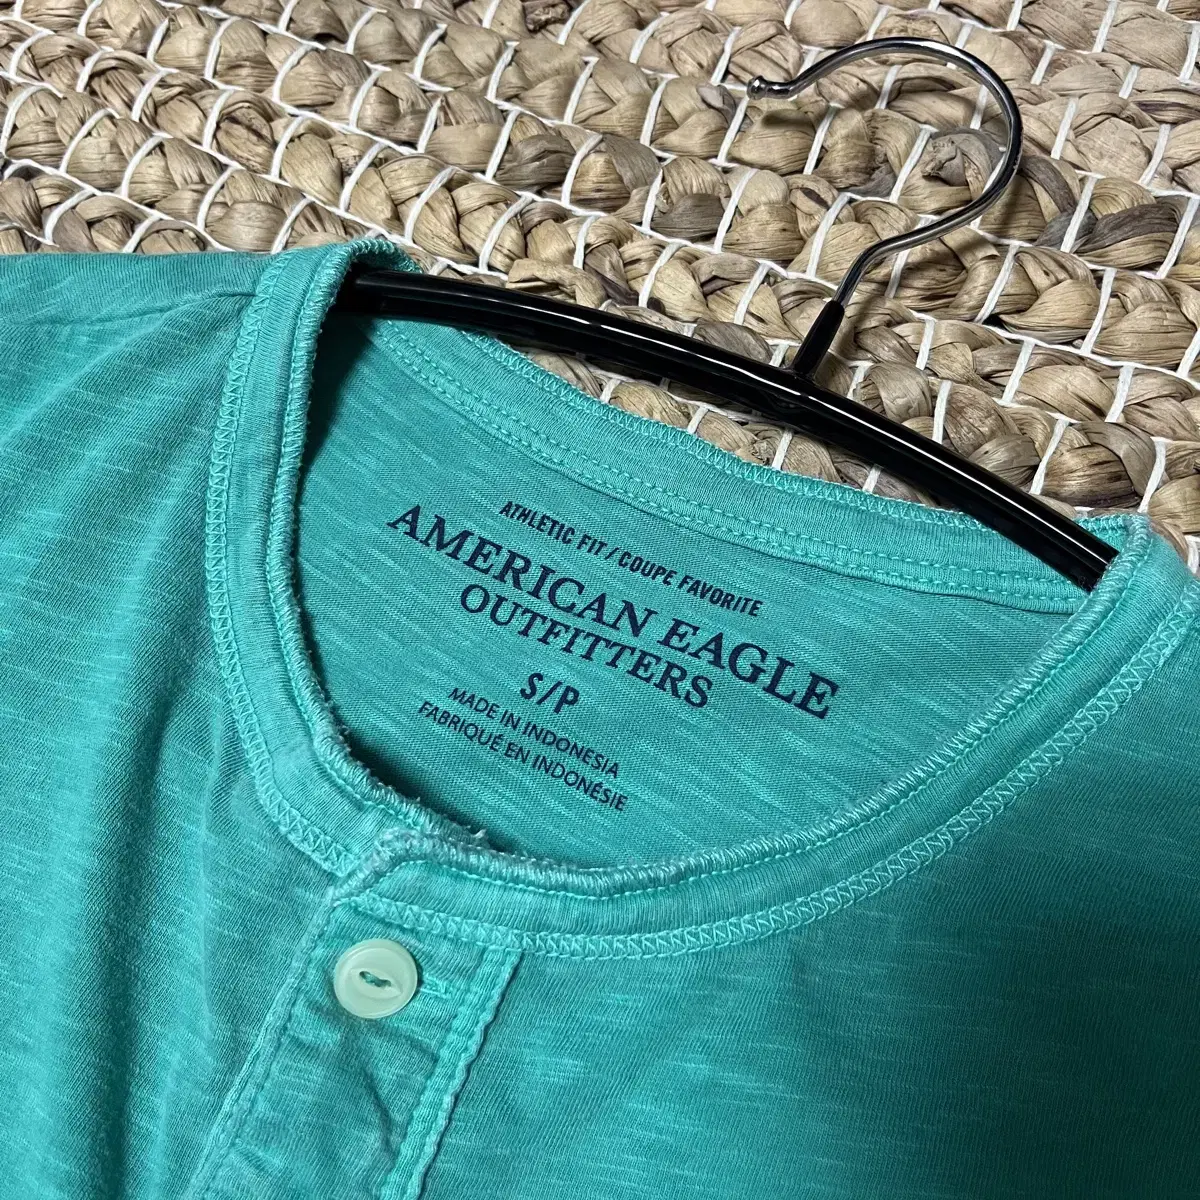 ATHLETIC FIT / COUPE FAVORITE
AMERICAN EAGLE
OUTFITTERS
S/P
MADE IN INDONESIA
FABRIQUÉ EN INDONÉSIE